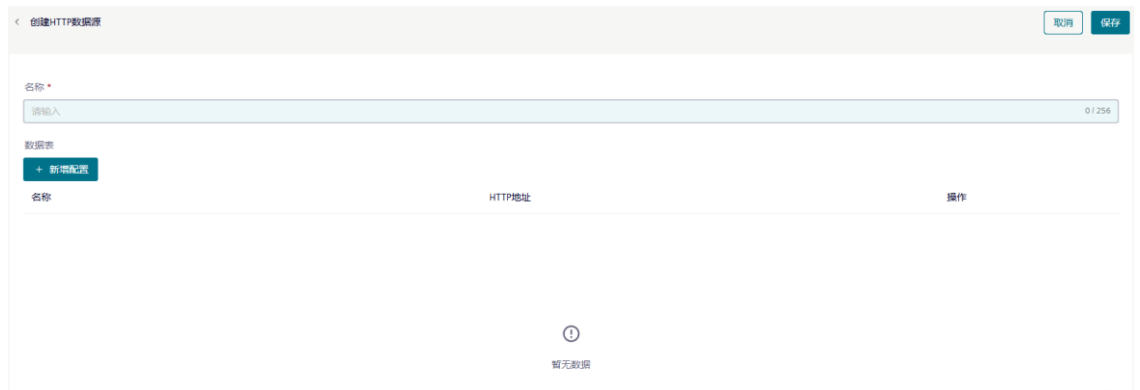 创建HTTP数据源
取消
保存
名称 *
请输入
0 / 256
数据表
+ 新增配置
名称
HTTP地址
操作
暂无数据